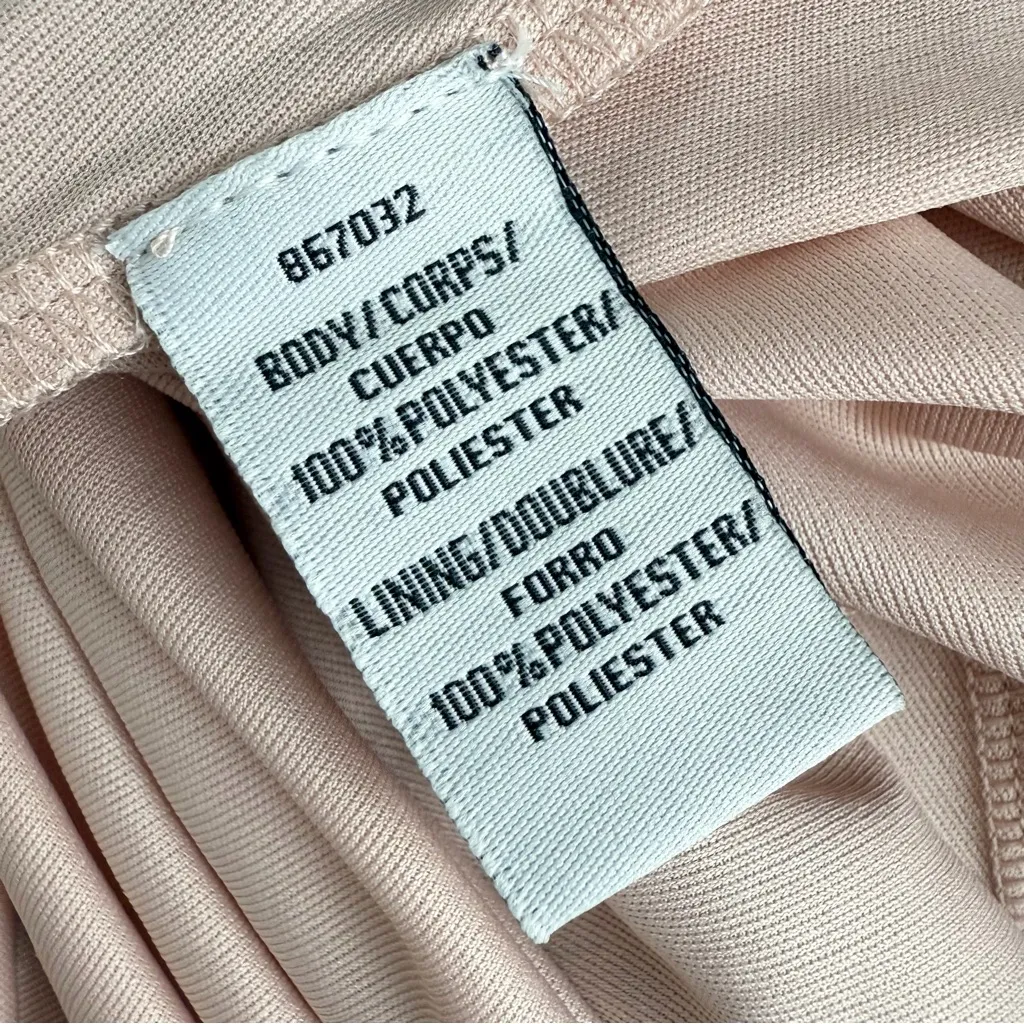 867032
BODY/CORPS/
CUERPO
100%POLYESTER/
POLIESTER
LINING/DOUBLURE/
FORRO
100%POLYESTER/
POLIESTER